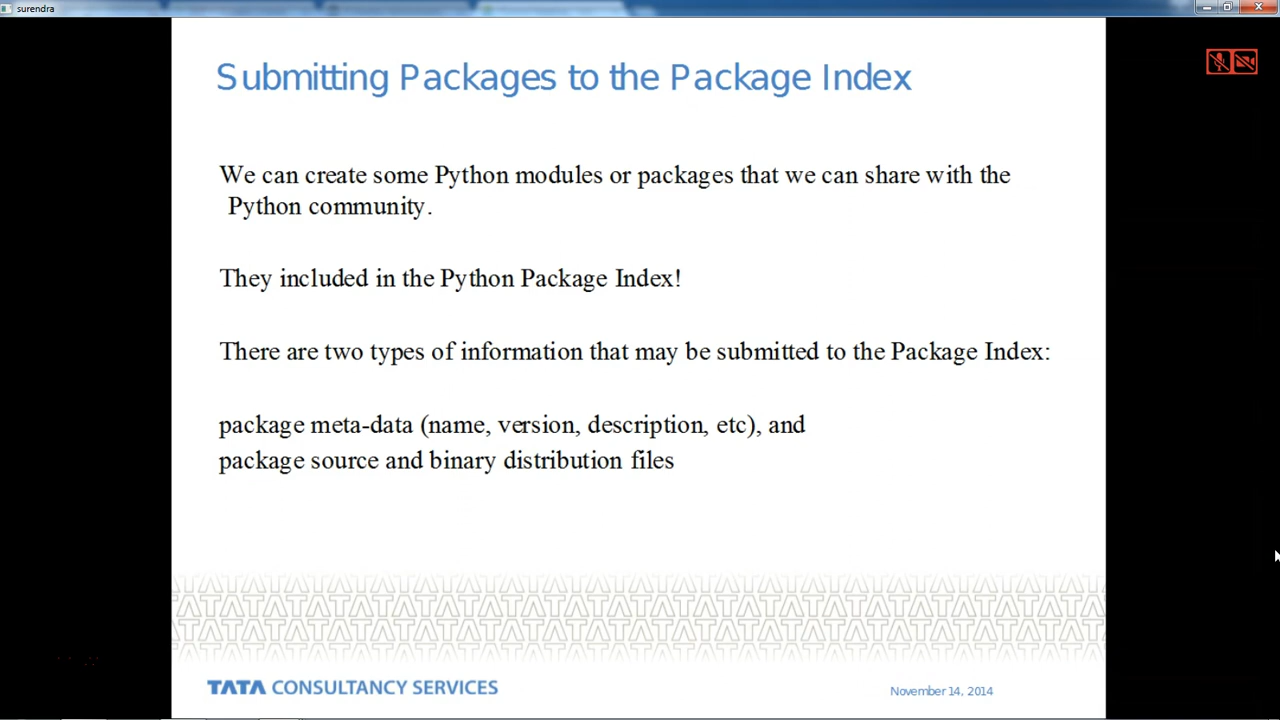 surendra
Submitting Packages to the Package Index
We can create some Python modules or packages that we can share with the
Python community.
They included in the Python Package Index!
There are two types of information that may be submitted to the Package Index:
package meta-data (name, version, description, etc), and
package source and binary distribution files
TATA CONSULTANCY SERVICES
November 14, 2014